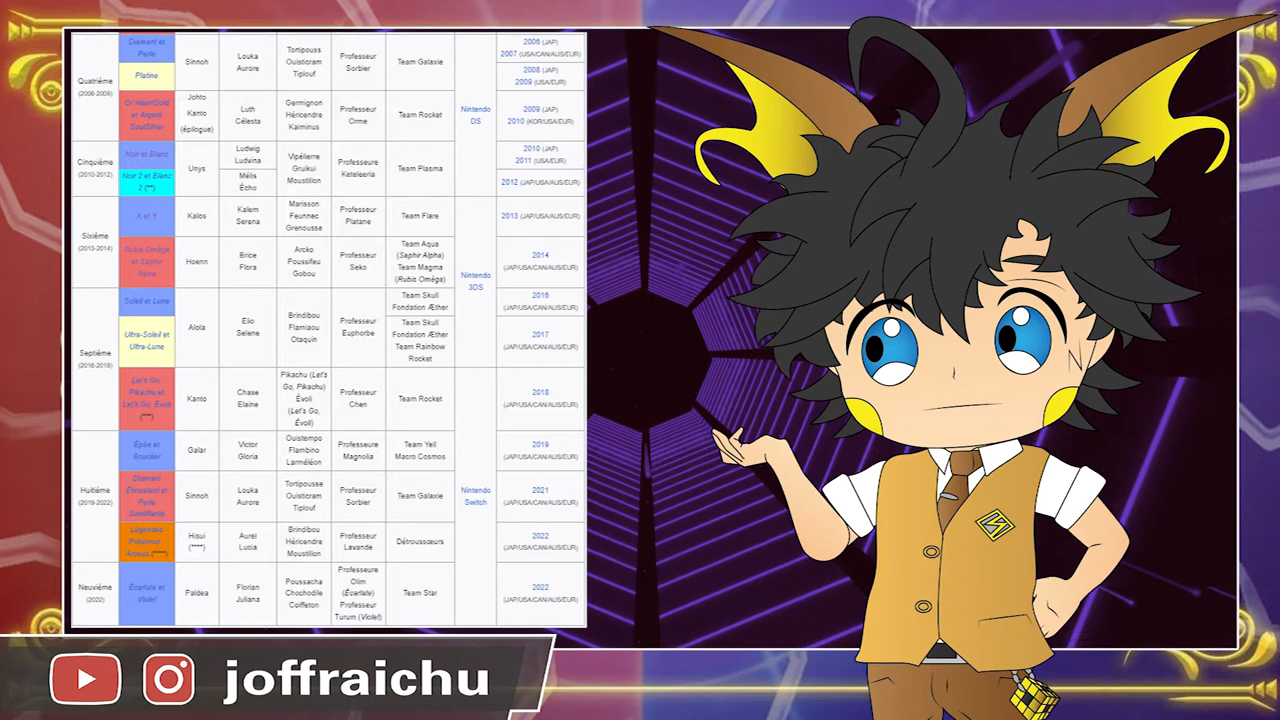 Quatrième
(2006-2009)
Diamant et
Perle
Sinnoh
Louka
Aurore
Tortipouss
Ouisticram
Tiplouf
Professeur
Sorbier
Team Galaxie
Nintendo
DS
2006 (JAP)
2007 (USA/CAN/AUS/EUR)
Platine
2008 (JAP)
2009 (USA/EUR)
Or HeartGold
et Argent
SoulSilver
Johto
Kanto
(épilogue)
Luth
Célesta
Germignon
Héricendre
Kaiminus
Professeur
Orme
Team Rocket
2009 (JAP)
2010 (KOR/USA/EUR)
Cinquième
(2010-2012)
Noir et Blanc
Unys
Ludwig
Ludvina
Vipélierre
Gruikui
Moustillon
Professeure
Keteleeria
Team Plasma
2010 (JAP)
2011 (USA/EUR)
Noir 2 et Blanc
2 (**)
Mélis
Écho
2012 (JAP/USA/AUS/EUR)
Sixième
(2013-2014)
X et Y
Kalos
Kalem
Serena
Marisson
Feunnec
Grenousse
Professeur
Platane
Team Flare
Nintendo
3DS
2013 (JAP/USA/AUS/EUR)
Rubis Oméga
et Saphir
Alpha
Hoenn
Brice
Flora
Arcko
Poussifeu
Gobou
Professeur
Seko
Team Aqua
(Saphir Alpha)
Team Magma
(Rubis Oméga)
2014
(JAP/USA/CAN/AUS/EUR)
Septième
(2016-2018)
Soleil et Lune
Alola
Elio
Selene
Brindibou
Flamiaou
Otaquin
Professeur
Euphorbe
Team Skull
Fondation Æther
2016
(JAP/USA/CAN/AUS/EUR)
Ultra-Soleil et
Ultra-Lune
Team Skull
Fondation Æther
Team Rainbow
Rocket
2017
(JAP/USA/CAN/AUS/EUR)
Let's Go,
Pikachu et
Let's Go, Évoli
(***)
Kanto
Chase
Elaine
Pikachu (Let's
Go, Pikachu)
Évoli
(Let's Go,
Évoli)
Professeur
Chen
Team Rocket
2018
(JAP/USA/CAN/AUS/EUR)
Huitième
(2019-2022)
Épée et
Bouclier
Galar
Victor
Gloria
Ouistempo
Flambino
Larméléon
Professeure
Magnolia
Team Yell
Macro Cosmos
Nintendo
Switch
2019
(JAP/USA/CAN/AUS/EUR)
Diamant
Étincelant et
Perle
Scintillante
Sinnoh
Louka
Aurore
Tortipousse
Ouisticram
Tiplouf
Professeur
Sorbier
Team Galaxie
2021
(JAP/USA/CAN/AUS/EUR)
Légendes
Pokémon
Arceus (****)
Hisui
(****)
Aurel
Lucia
Brindibou
Héricendre
Moustillon
Professeur
Lavande
Détrousseurs
2022
(JAP/USA/CAN/AUS/EUR)
Neuvième
(2022)
Écarlate et
Violet
Paldea
Florian
Juliana
Poussacha
Chochodile
Coiffeton
Professeure
Olim
(Écarlate)
Professeur
Turum (Violet)
Team Star
2022
(JAP/USA/CAN/AUS/EUR)
joffraichu